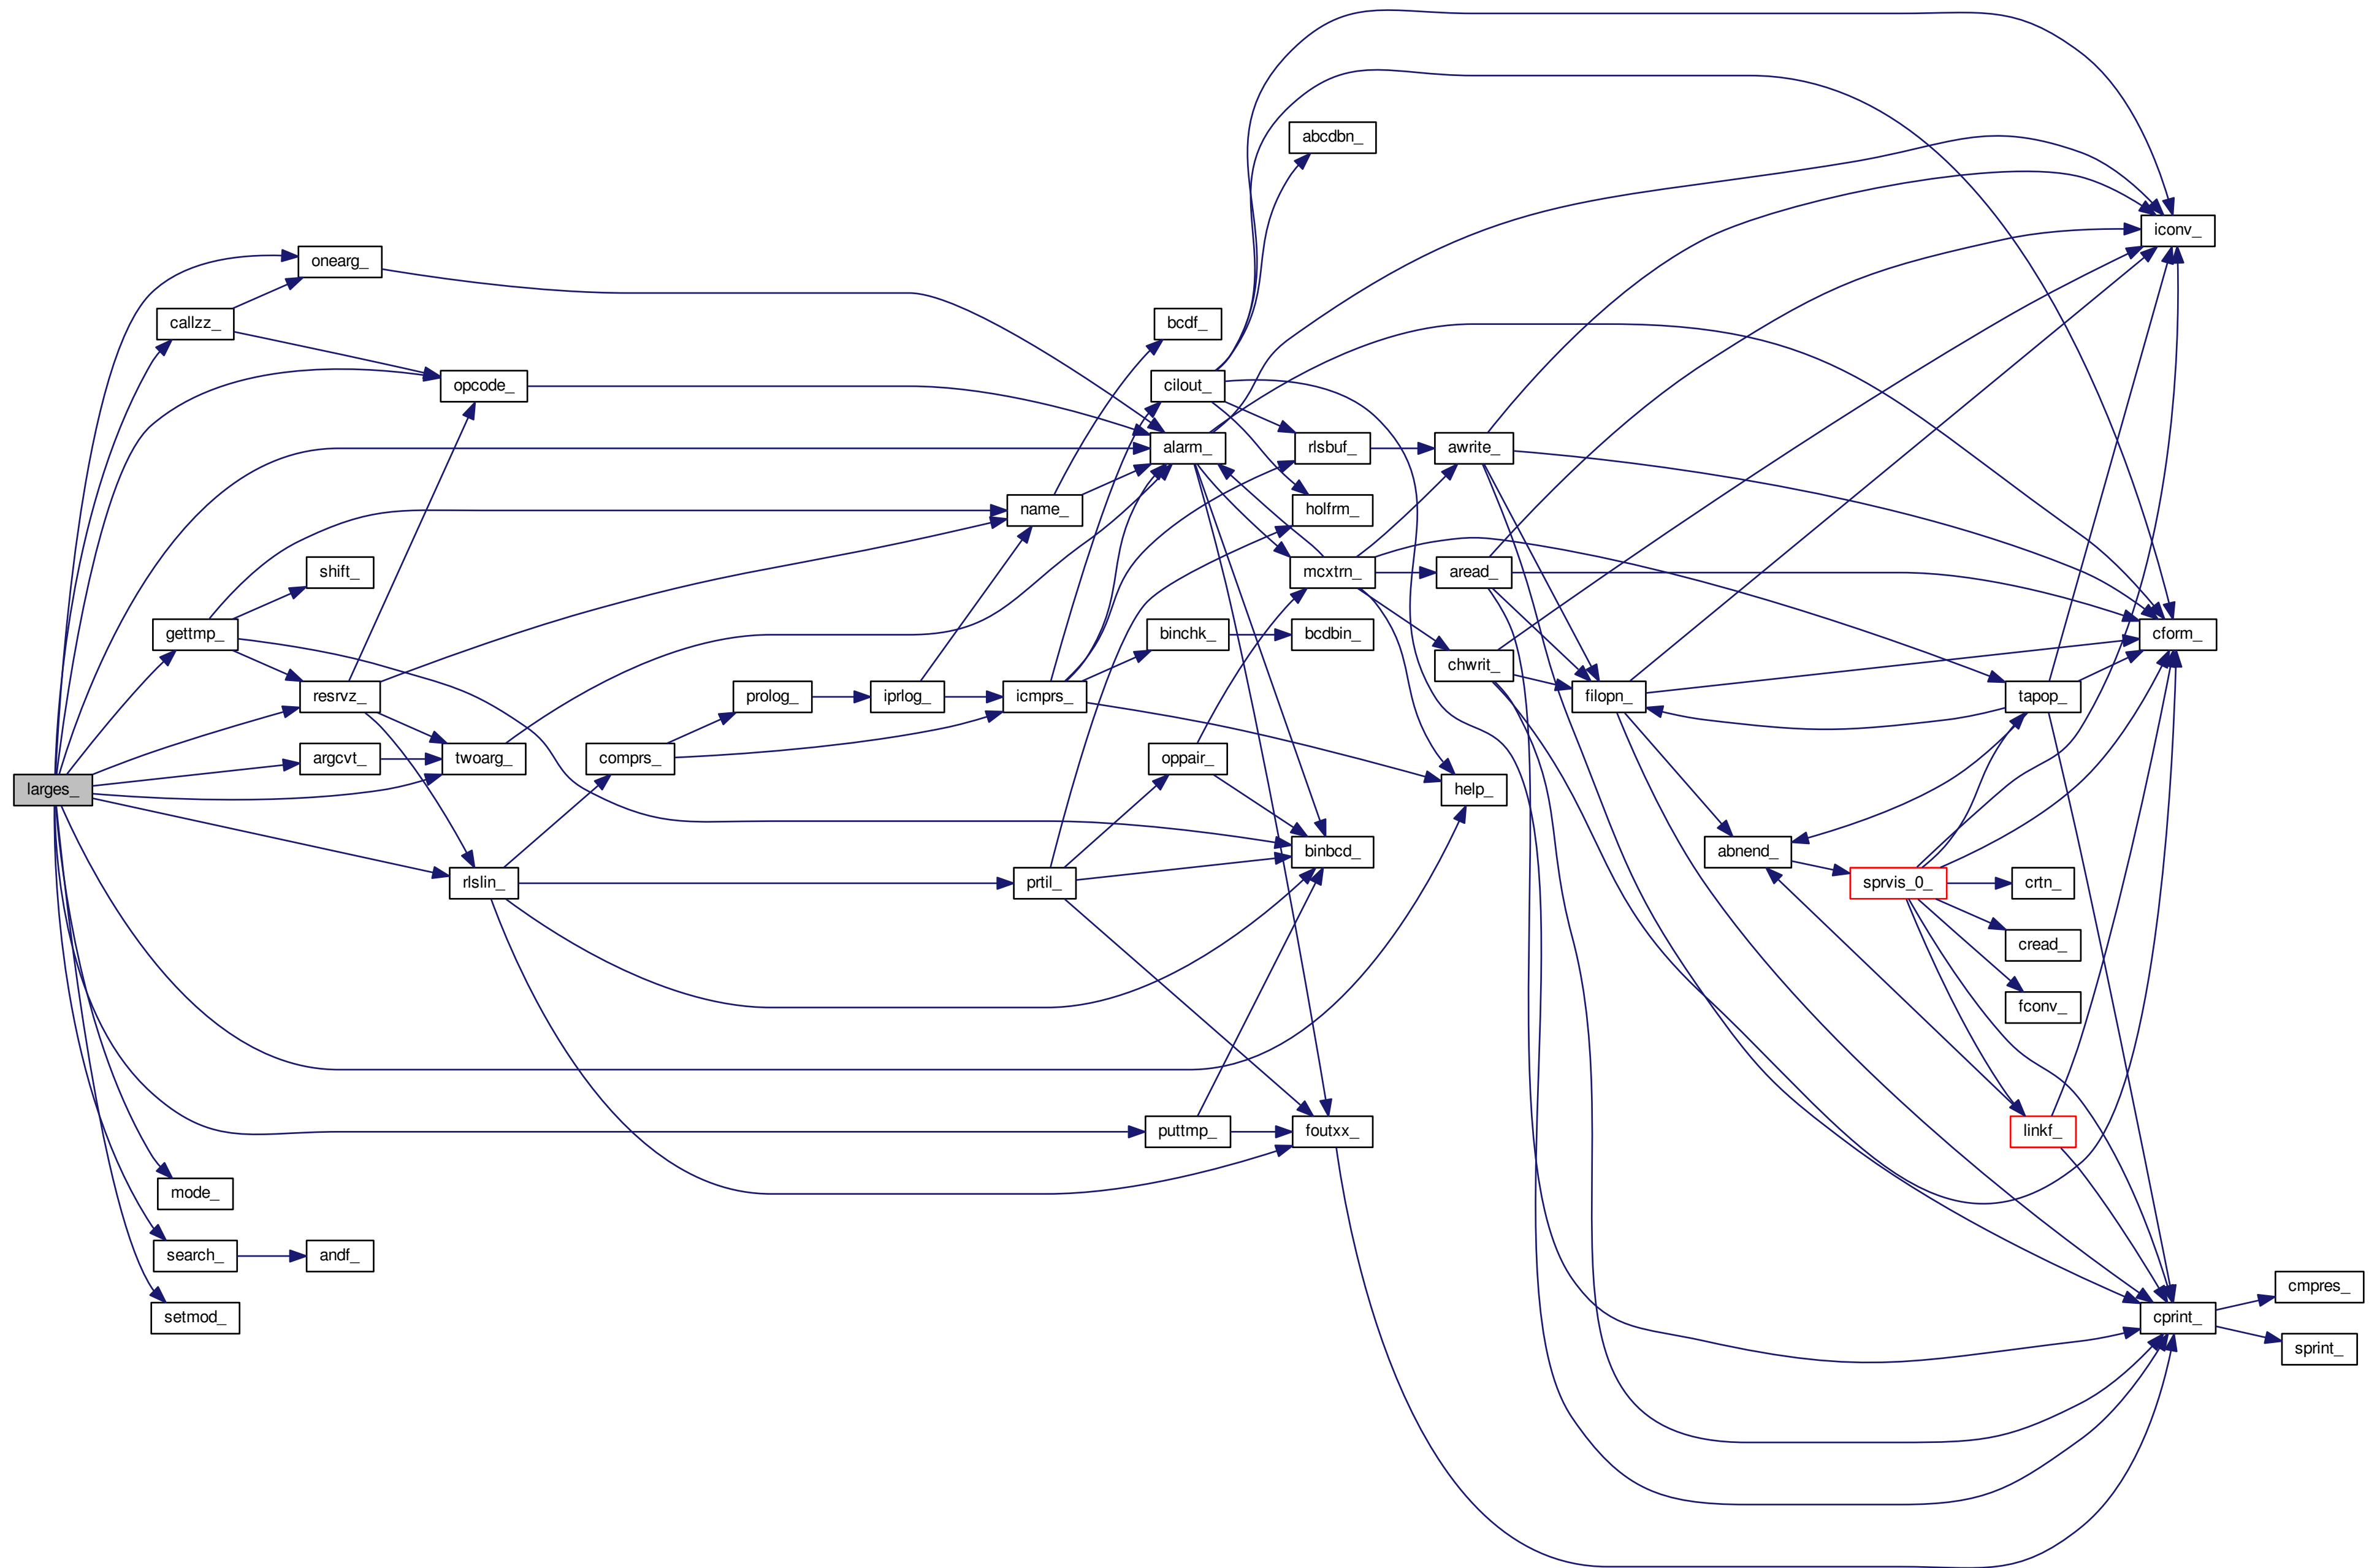 larges_
onearg_
callzz_
opcode_
gettmp_
shift_
resrvz_
argcvt_
twoarg_
rlslin_
mode_
search_
andf_
setmod_
comprs_
prolog_
iprlog_
name_
icmprs_
prtil_
bcdf_
cilout_
alarm_
binchk_
oppair_
puttmp_
abcdbn_
rlsbuf_
holfrm_
mcxtrn_
bcdbin_
binbcd_
foutxx_
awrite_
aread_
chwrit_
help_
filopn_
abnend_
sprvis_0_
iconv_
cform_
tapop_
crtn_
cread_
fconv_
linkf_
cprint_
cmpres_
sprint_